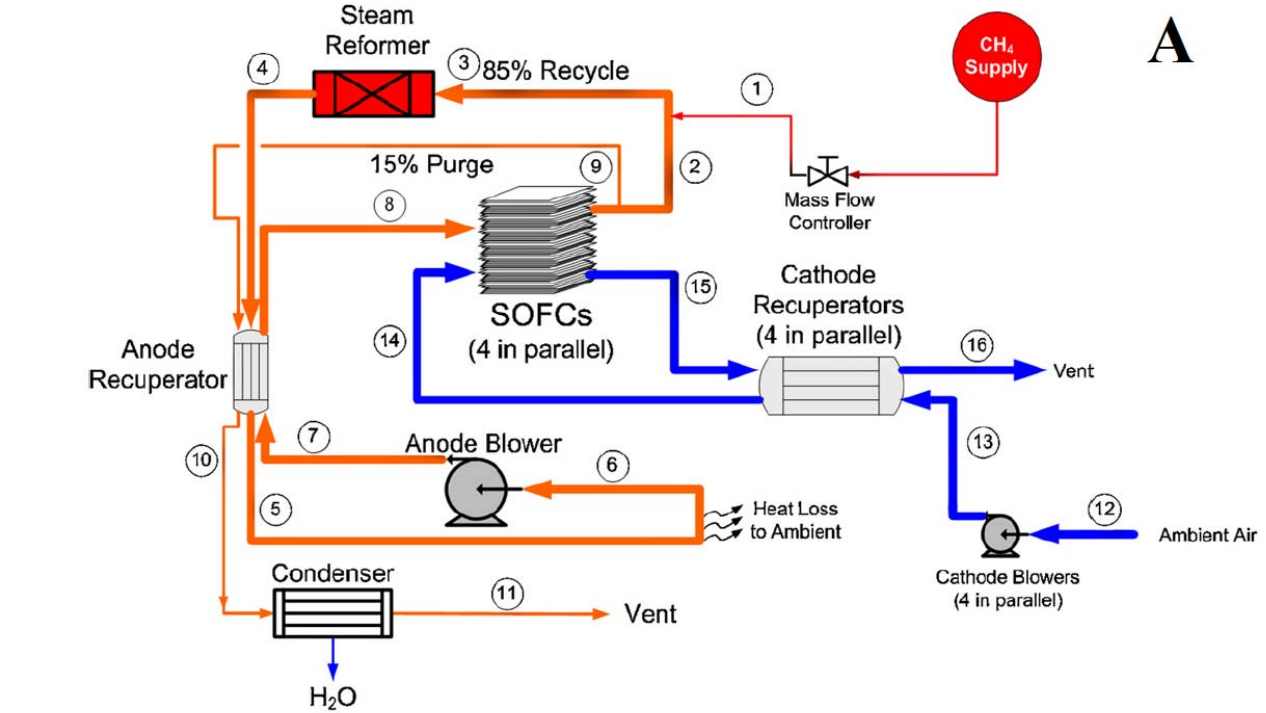 A
Steam
Reformer
CH₄
Supply
4
3
85% Recycle
1
15% Purge
9
2
Mass Flow
Controller
8
SOFCs
(4 in parallel)
15
Cathode
Recuperators
(4 in parallel)
14
16
Vent
Anode
Recuperator
7
Anode Blower
6
13
10
5
Heat Loss
to Ambient
12
Ambient Air
Condenser
Cathode Blowers
(4 in parallel)
11
Vent
H₂O